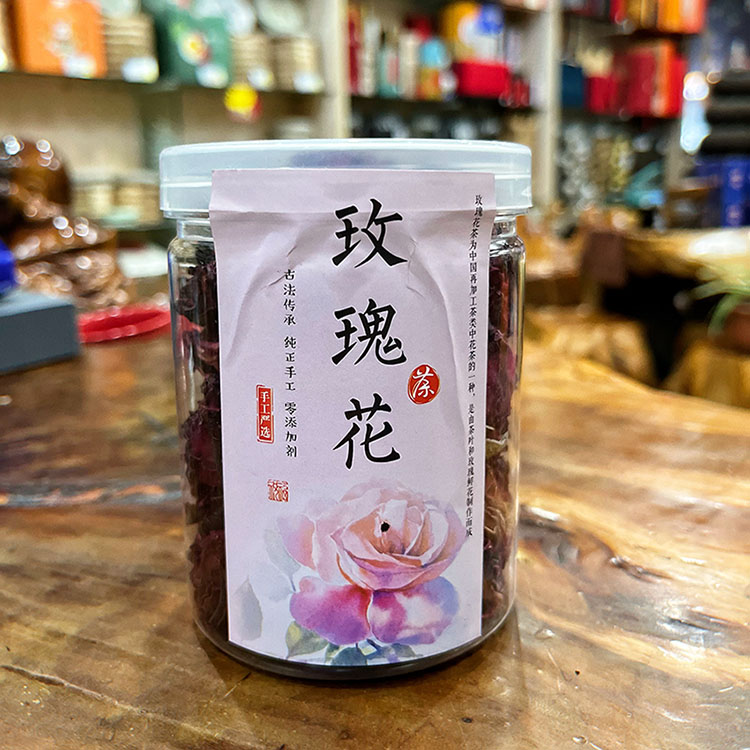 玫瑰花
茶
古法传承 纯正手工 零添加剂
手工严选
玫瑰花茶为中国再加工茶类中花茶的一种，是由茶叶和玫瑰鲜花制作而成